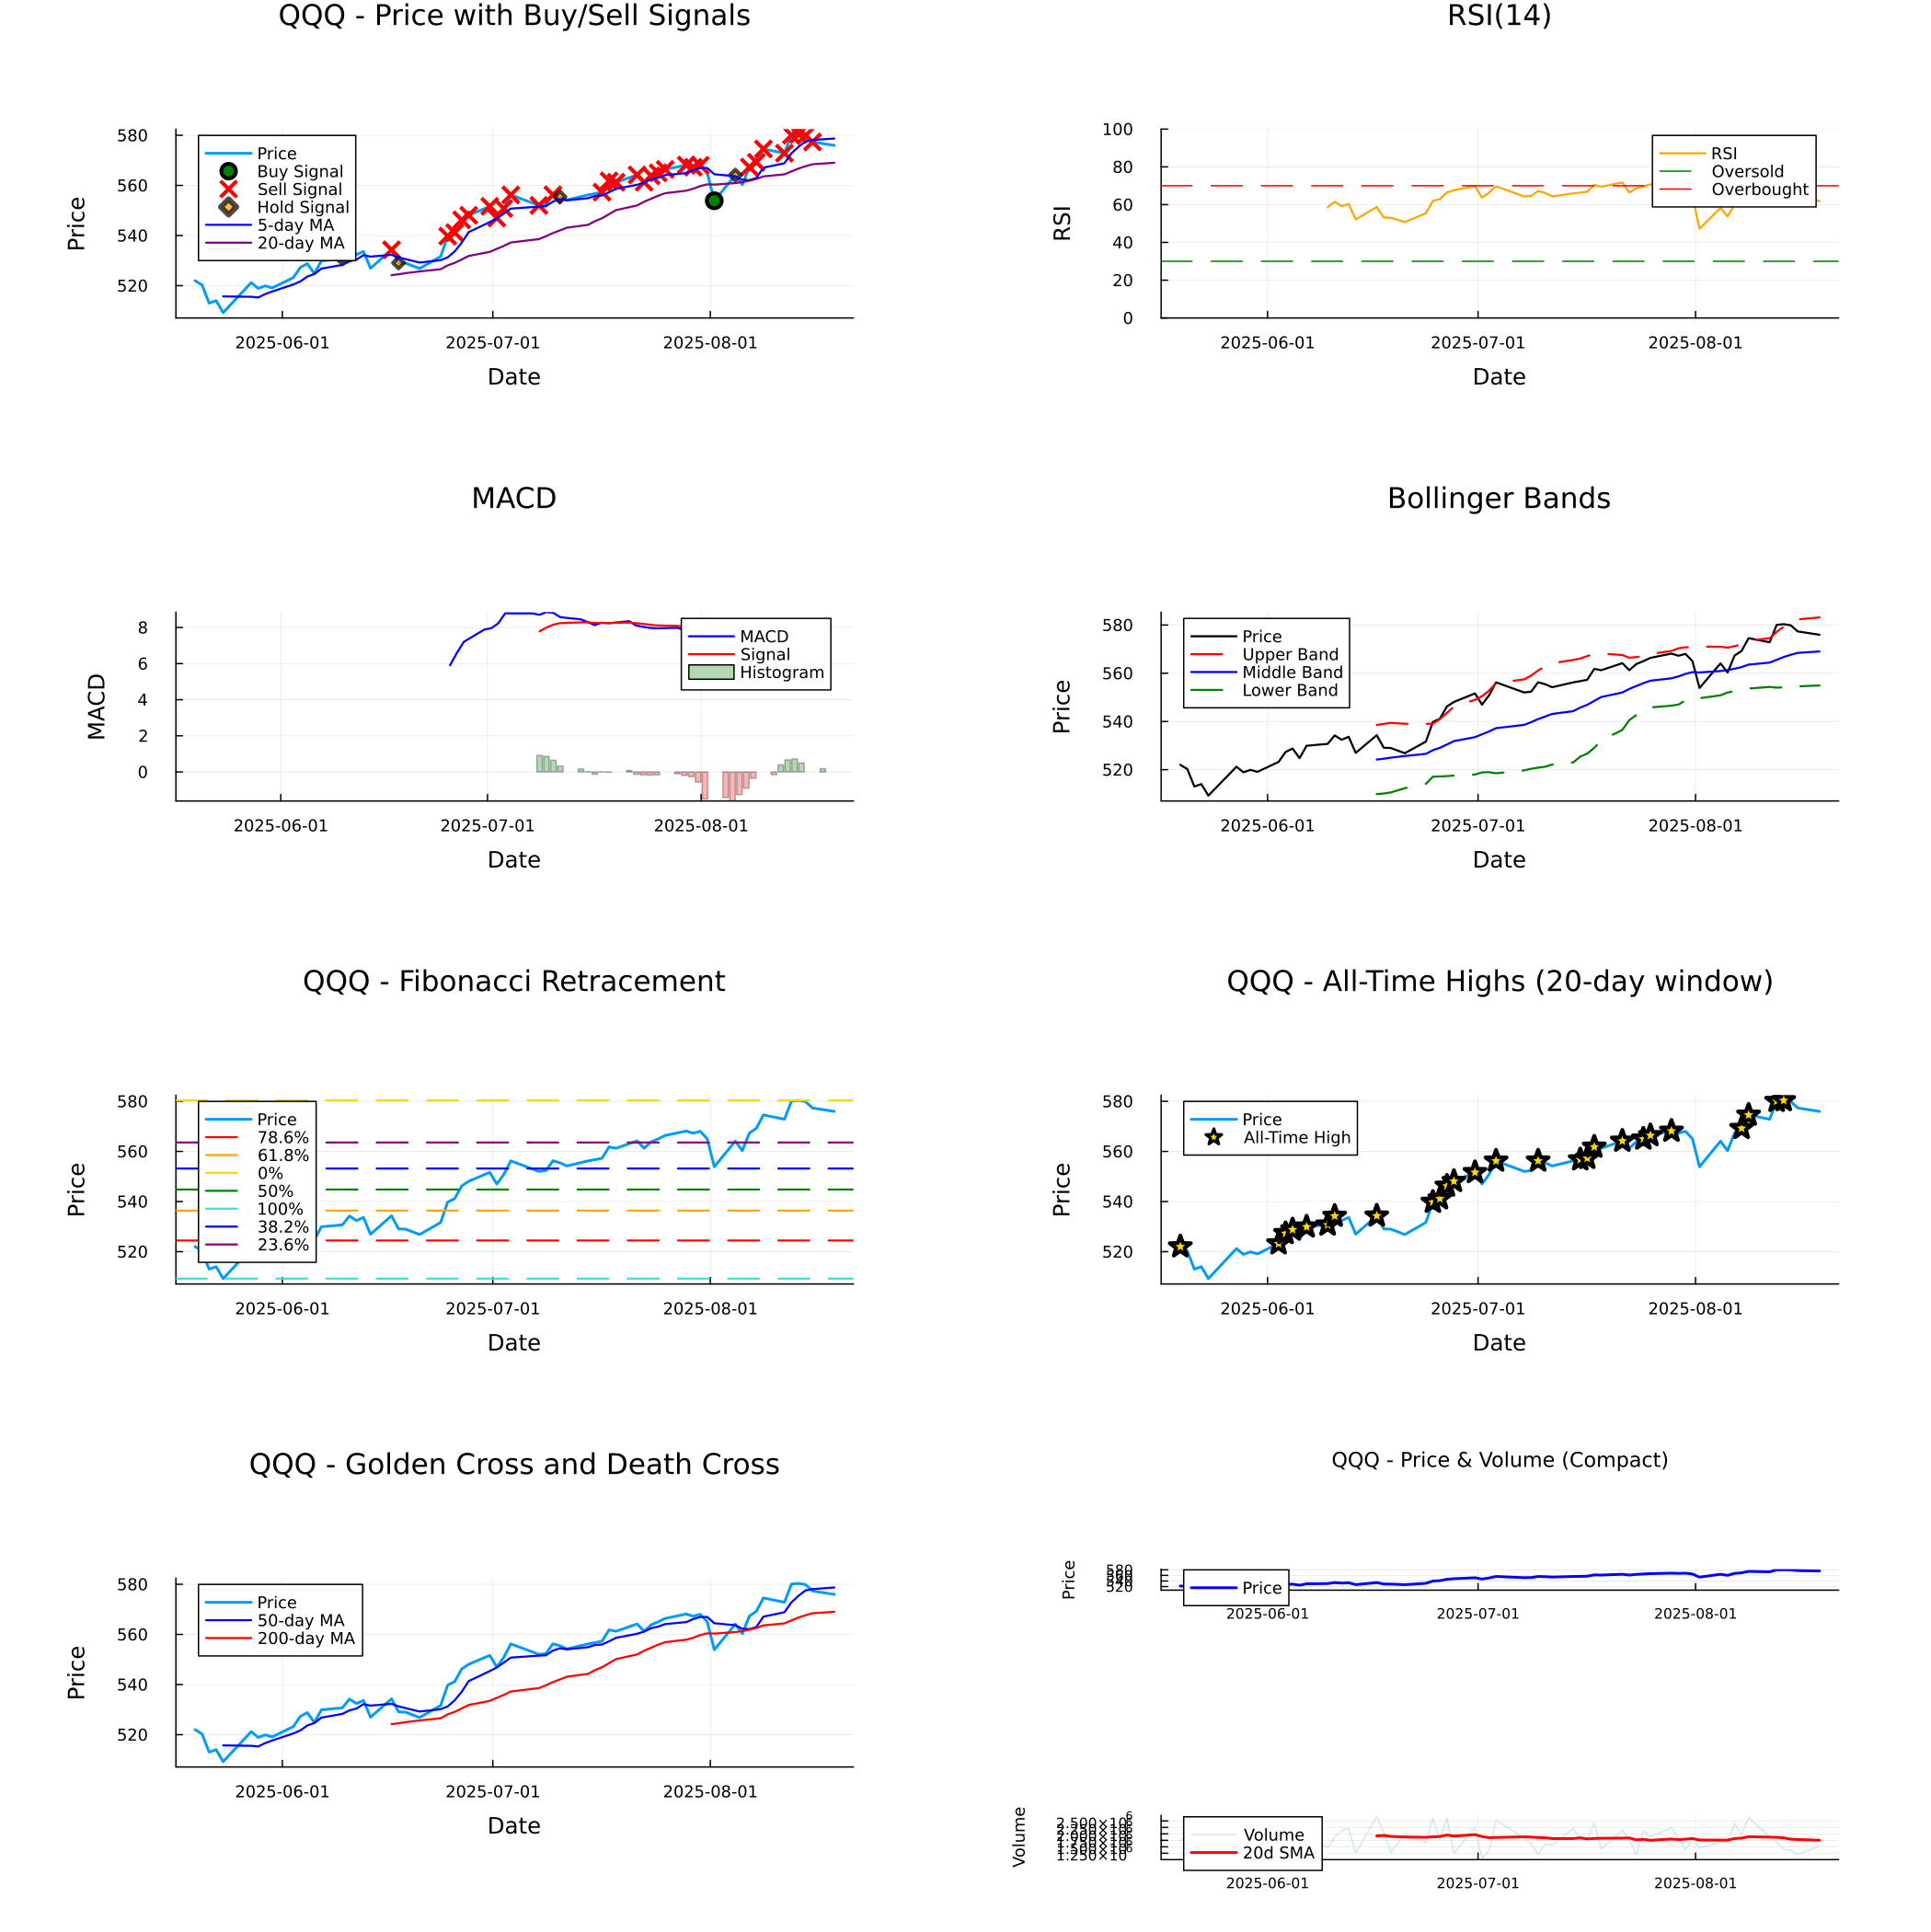 QQQ - Price with Buy/Sell Signals
Price
580
560
540
520
Price
Buy Signal
Sell Signal
Hold Signal
5-day MA
20-day MA
2025-06-01
2025-07-01
2025-08-01
Date
RSI(14)
RSI
100
80
60
40
20
0
RSI
Oversold
Overbought
2025-06-01
2025-07-01
2025-08-01
Date
MACD
MACD
8
6
4
2
0
MACD
Signal
Histogram
2025-06-01
2025-07-01
2025-08-01
Date
Bollinger Bands
Price
580
560
540
520
Price
Upper Band
Middle Band
Lower Band
2025-06-01
2025-07-01
2025-08-01
Date
QQQ - Fibonacci Retracement
Price
580
560
540
520
Price
78.6%
61.8%
0%
50%
100%
38.2%
23.6%
2025-06-01
2025-07-01
2025-08-01
Date
QQQ - All-Time Highs (20-day window)
Price
580
560
540
520
Price
All-Time High
2025-06-01
2025-07-01
2025-08-01
Date
QQQ - Golden Cross and Death Cross
Price
580
560
540
520
Price
50-day MA
200-day MA
2025-06-01
2025-07-01
2025-08-01
Date
QQQ - Price & Volume (Compact)
Price
580
520
Price
2025-06-01
2025-07-01
2025-08-01
Volume
Volume
20d SMA
2025-06-01
2025-07-01
2025-08-01